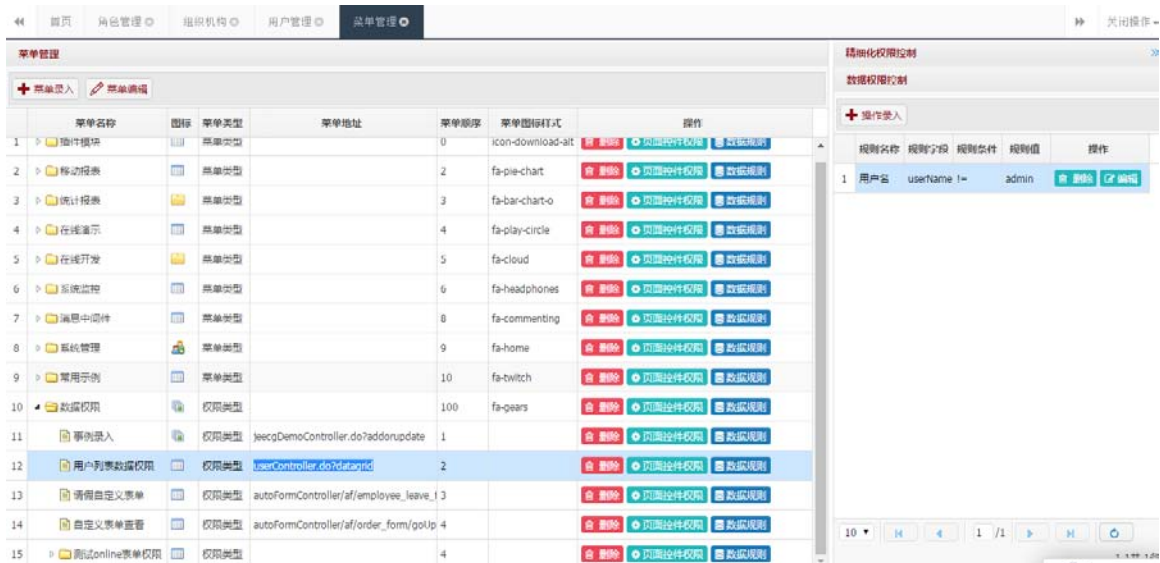 首页 角色管理 组织机构 用户管理 菜单管理 关闭操作
菜单管理
菜单录入 菜单编辑
菜单名称 图标 菜单类型 菜单地址 菜单顺序 菜单图标样式 操作
1 插件模块 菜单类型 0 icon-download-alt 删除 页面控件权限 数据规则
2 移动报表 菜单类型 2 fa-pie-chart 删除 页面控件权限 数据规则
3 统计报表 菜单类型 3 fa-bar-chart-o 删除 页面控件权限 数据规则
4 在线演示 菜单类型 4 fa-play-circle 删除 页面控件权限 数据规则
5 在线开发 菜单类型 5 fa-cloud 删除 页面控件权限 数据规则
6 系统监控 菜单类型 6 fa-headphones 删除 页面控件权限 数据规则
7 消息中间件 菜单类型 8 fa-commenting 删除 页面控件权限 数据规则
8 系统管理 菜单类型 9 fa-home 删除 页面控件权限 数据规则
9 常用示例 菜单类型 10 fa-twitch 删除 页面控件权限 数据规则
10 数据权限 权限类型 100 fa-gears 删除 页面控件权限 数据规则
11 事例录入 权限类型 jeecgDemoController.do?addorupdate 1 删除 页面控件权限 数据规则
12 用户列表数据权限 权限类型 userController.do?datagrid 2 删除 页面控件权限 数据规则
13 请假自定义表单 权限类型 autoFormController/af/employee_leave_f 3 删除 页面控件权限 数据规则
14 自定义表单查看 权限类型 autoFormController/af/order_form/goUp 4 删除 页面控件权限 数据规则
15 测试online表单权限 权限类型 4 删除 页面控件权限 数据规则
精细化权限控制
数据权限控制
操作录入
规则名称 规则字段 规则条件 规则值 操作
1 用户名 userName != admin 删除 编辑
10 1 /1